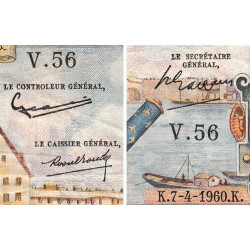 V.56
LE CONTROLEUR GÉNÉRAL,
LE CAISSIER GÉNÉRAL,
LE SECRÉTAIRE
GÉNÉRAL,
V.56
K.7-4-1960.K.